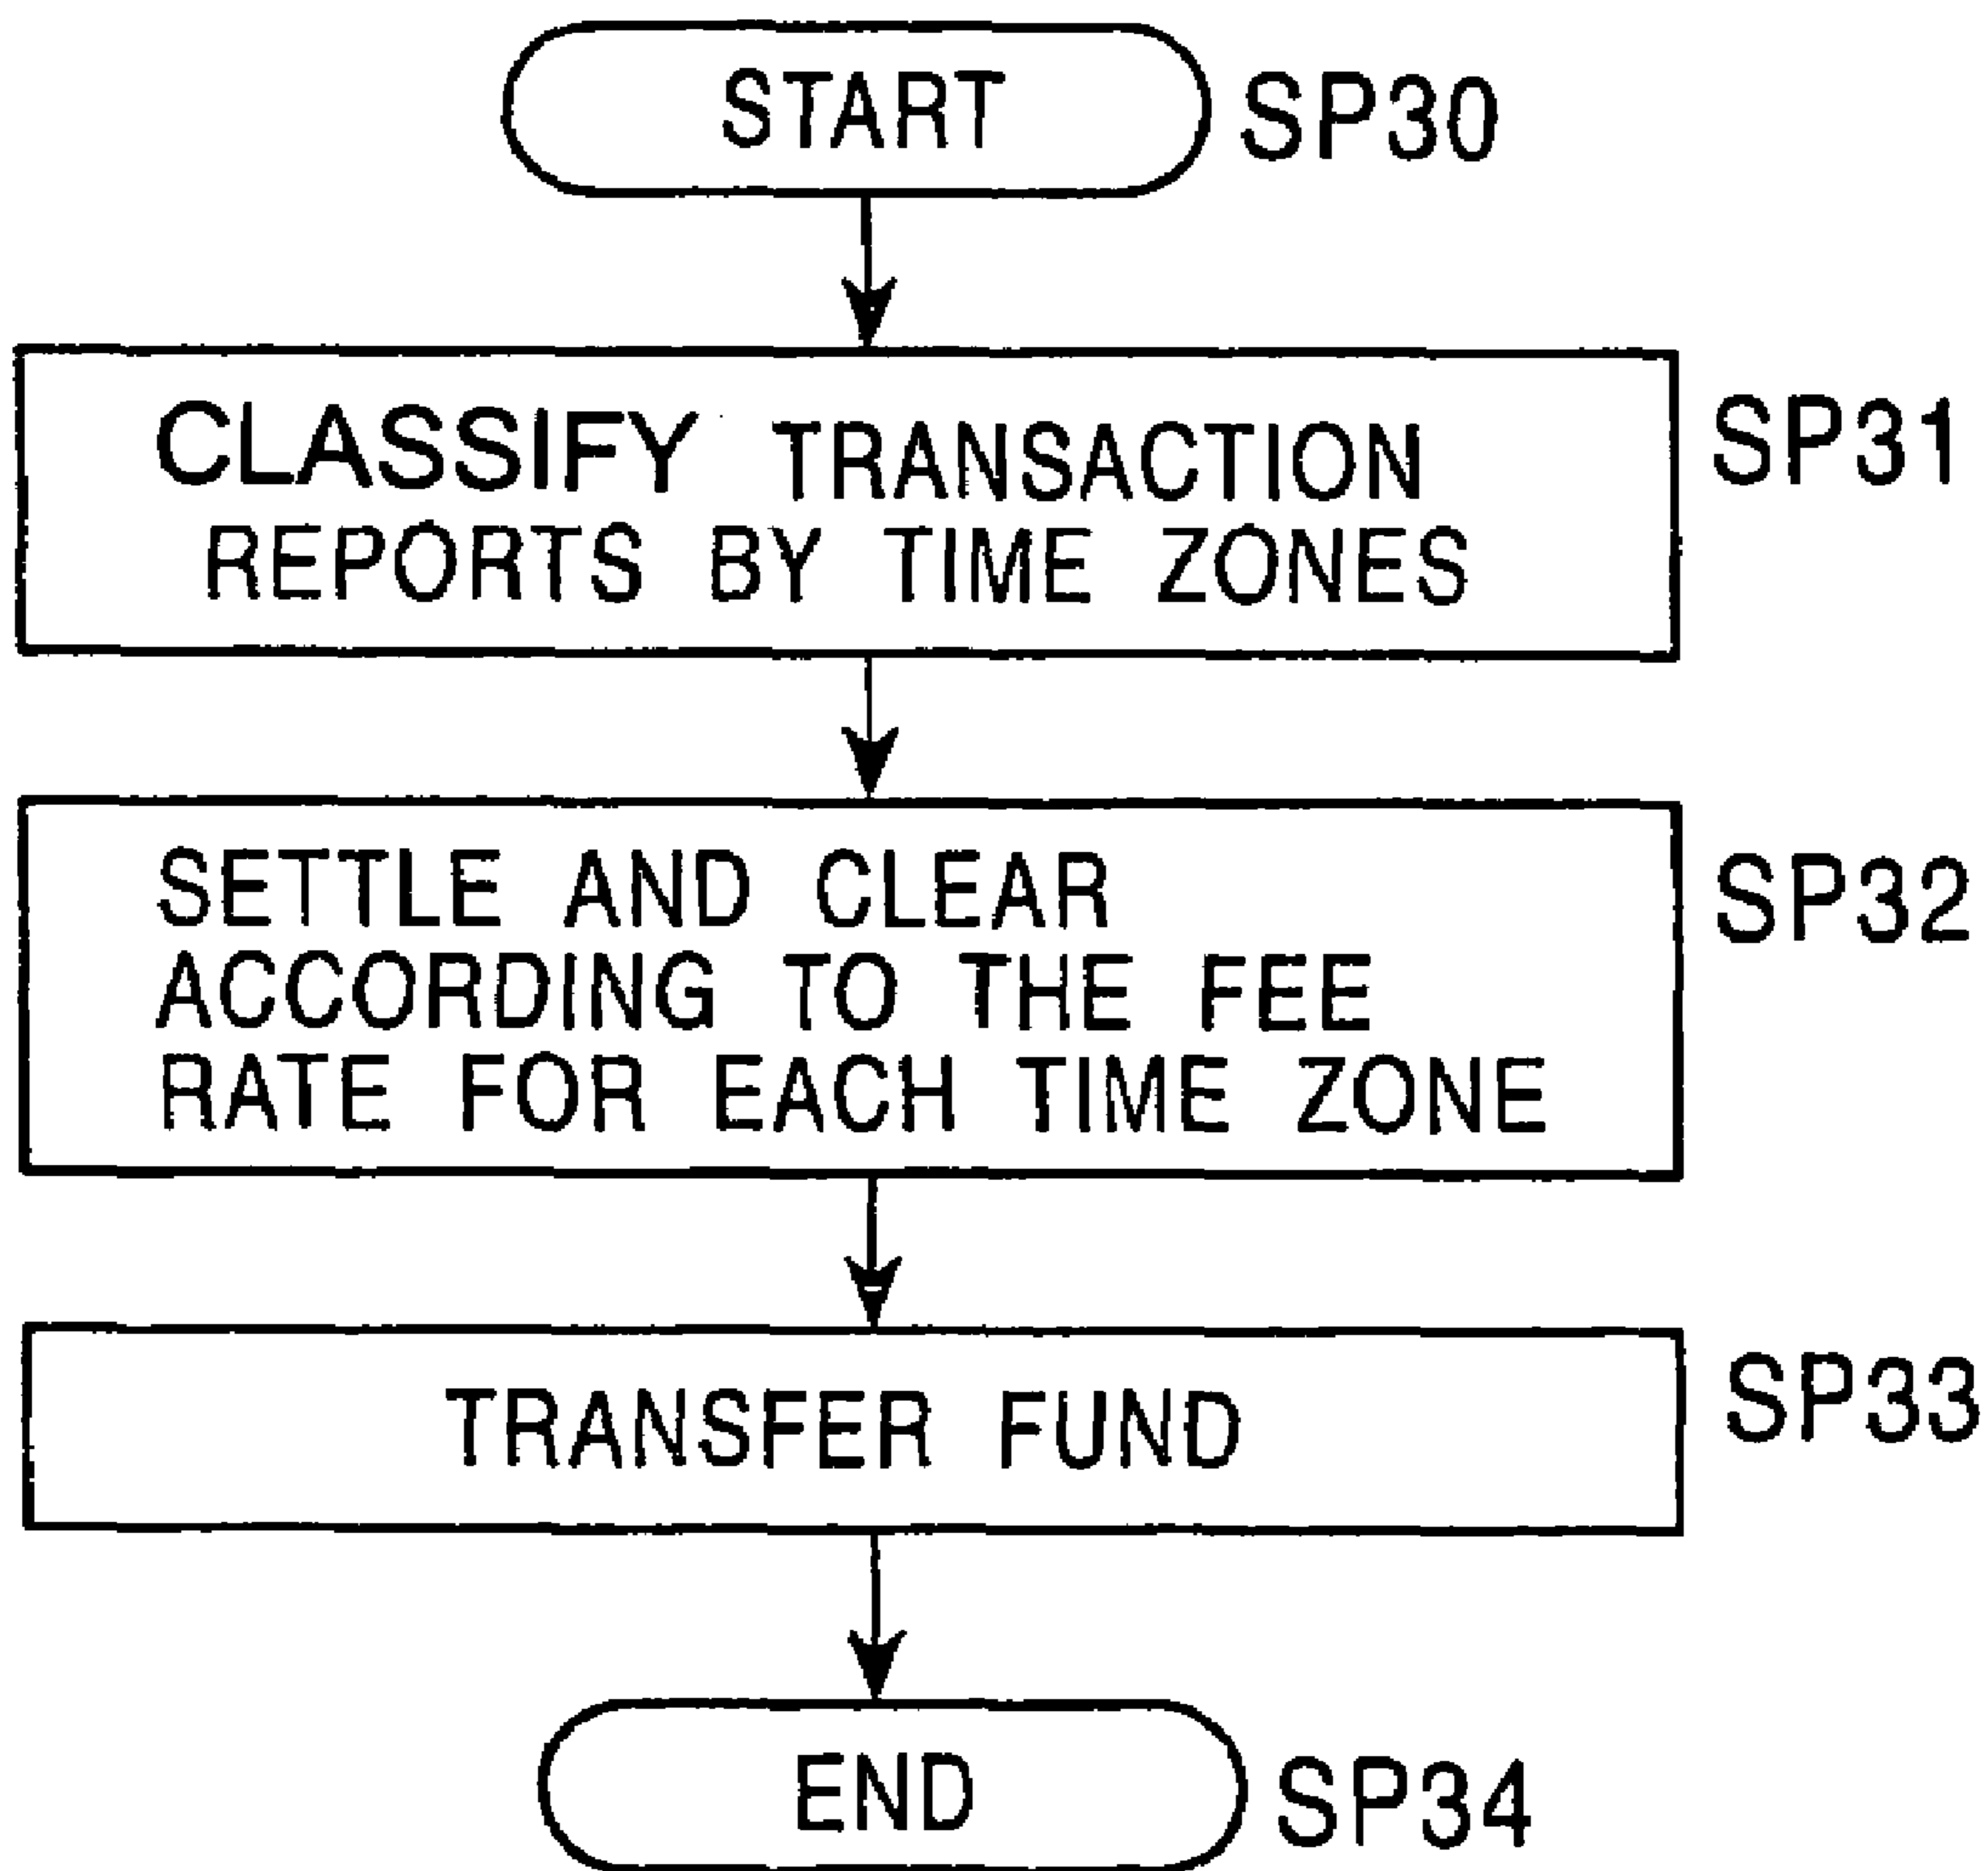 START SP30
CLASSIFY TRANSACTION SP31
REPORTS BY TIME ZONES
SETTLE AND CLEAR SP32
ACCORDING TO THE FEE
RATE FOR EACH TIME ZONE
TRANSFER FUND SP33
END SP34